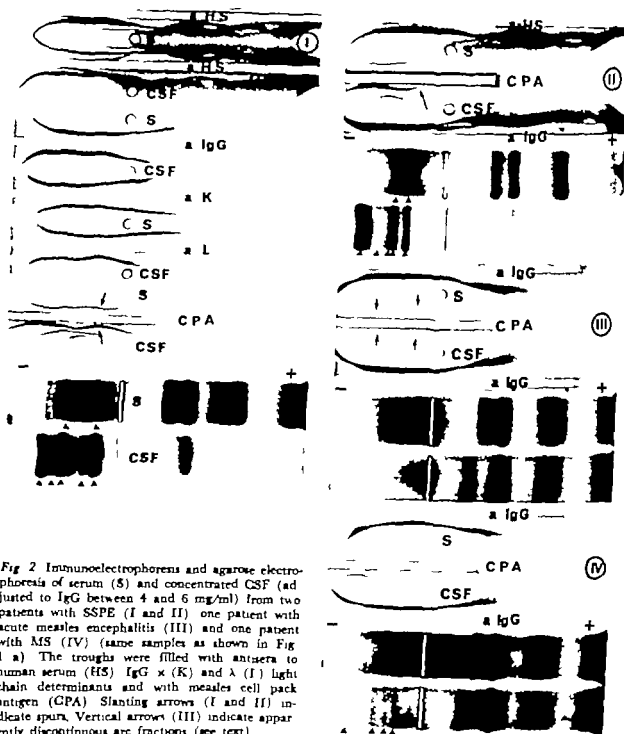 a HS
I
a HS
CSF
S
a IgG
CSF
a K
S
a L
CSF
S
CPA
CSF
−
+
S
CSF
a HS
S
II
CPA
CSF
a IgG
−
+
a IgG
S
III
CPA
CSF
a IgG
−
+
a IgG
S
IV
CPA
CSF
a IgG
−
+
Fig 2 Immunoelectrophoresis and agarose electro-
phoresis of serum (S) and concentrated CSF (ad
justed to IgG between 4 and 6 mg/ml) from two
patients with SSPE (I and II) one patient with
acute measles encephalitis (III) and one patient
with MS (IV) (same samples as shown in Fig
1 a) The troughs were filled with antisera to
human serum (HS) IgG x (K) and λ (L) light
chain determinants and with measles cell pack
antigen (CPA) Slanting arrows (I and II) in-
dicate spurs, Vertical arrows (III) indicate appar
ently discontinuous arc fractions (see text)